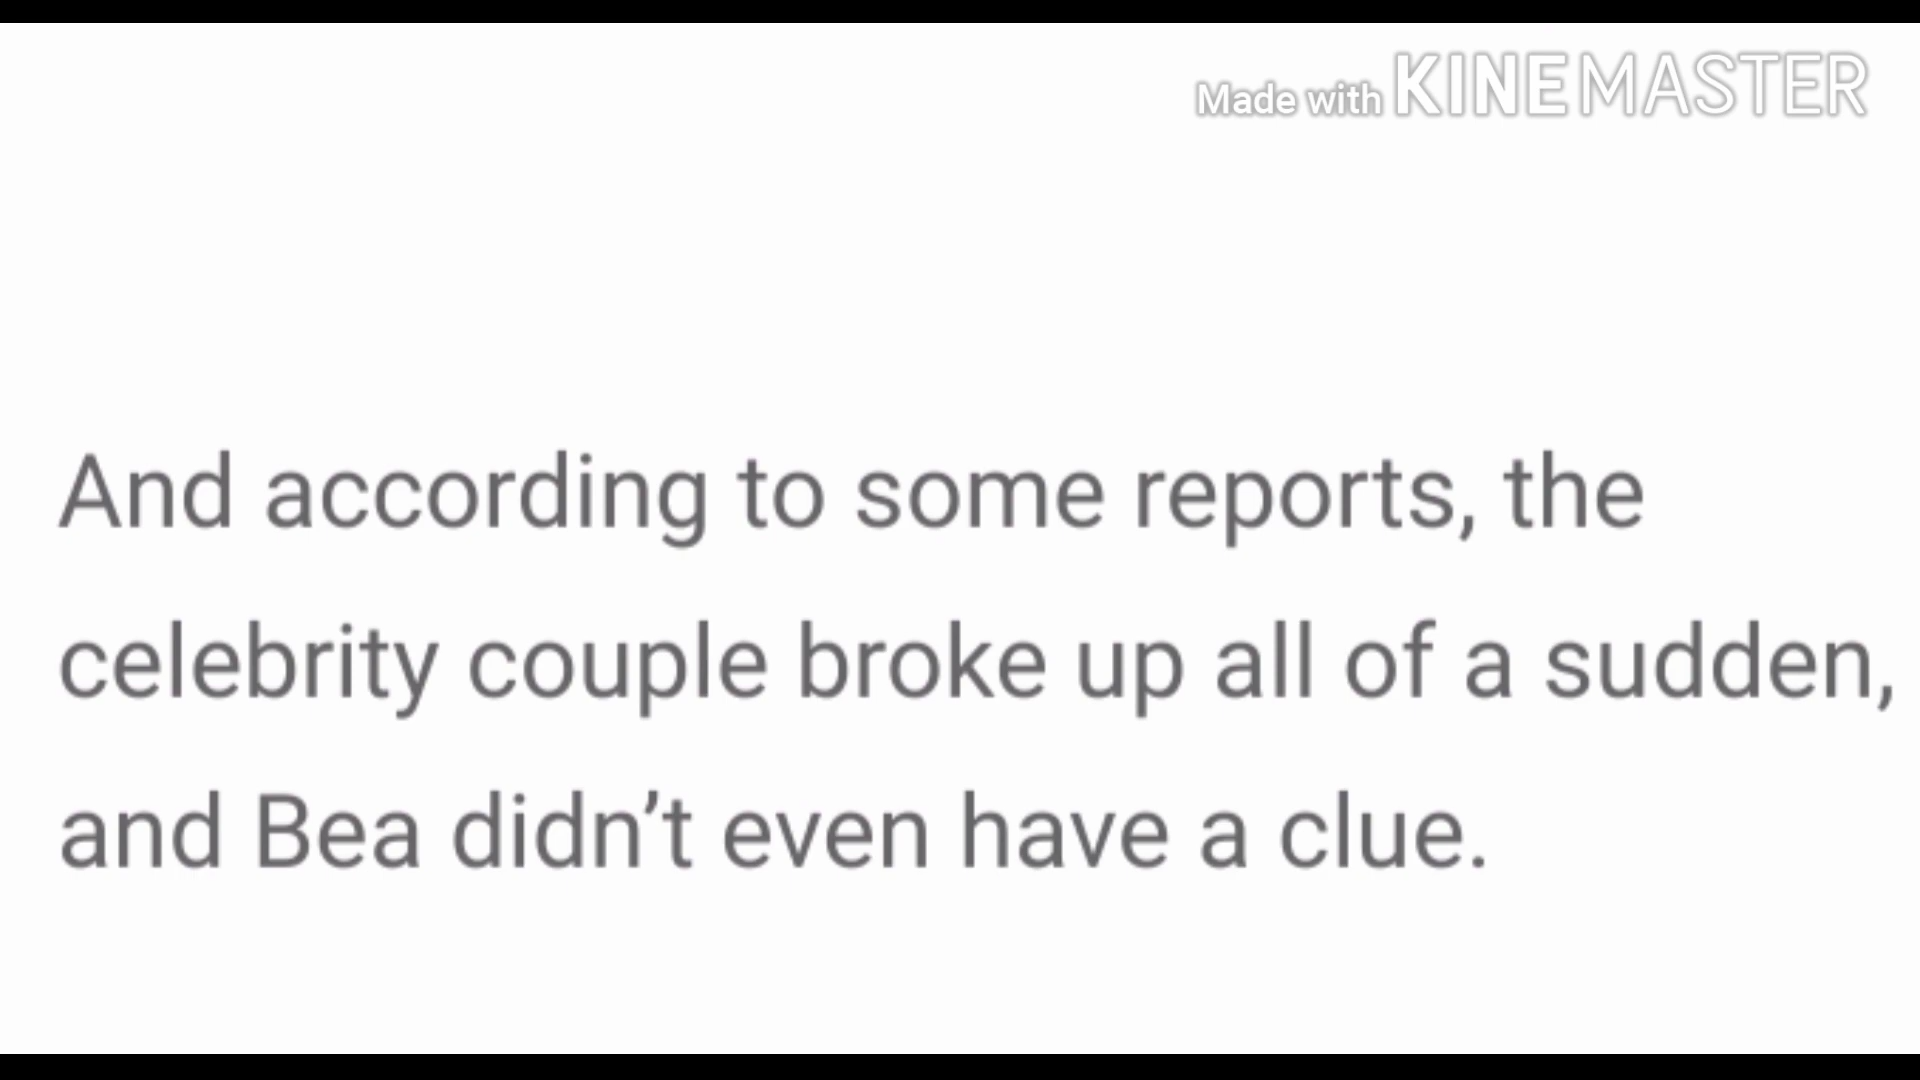 Made with KINEMASTER
And according to some reports, the
celebrity couple broke up all of a sudden,
and Bea didn’t even have a clue.